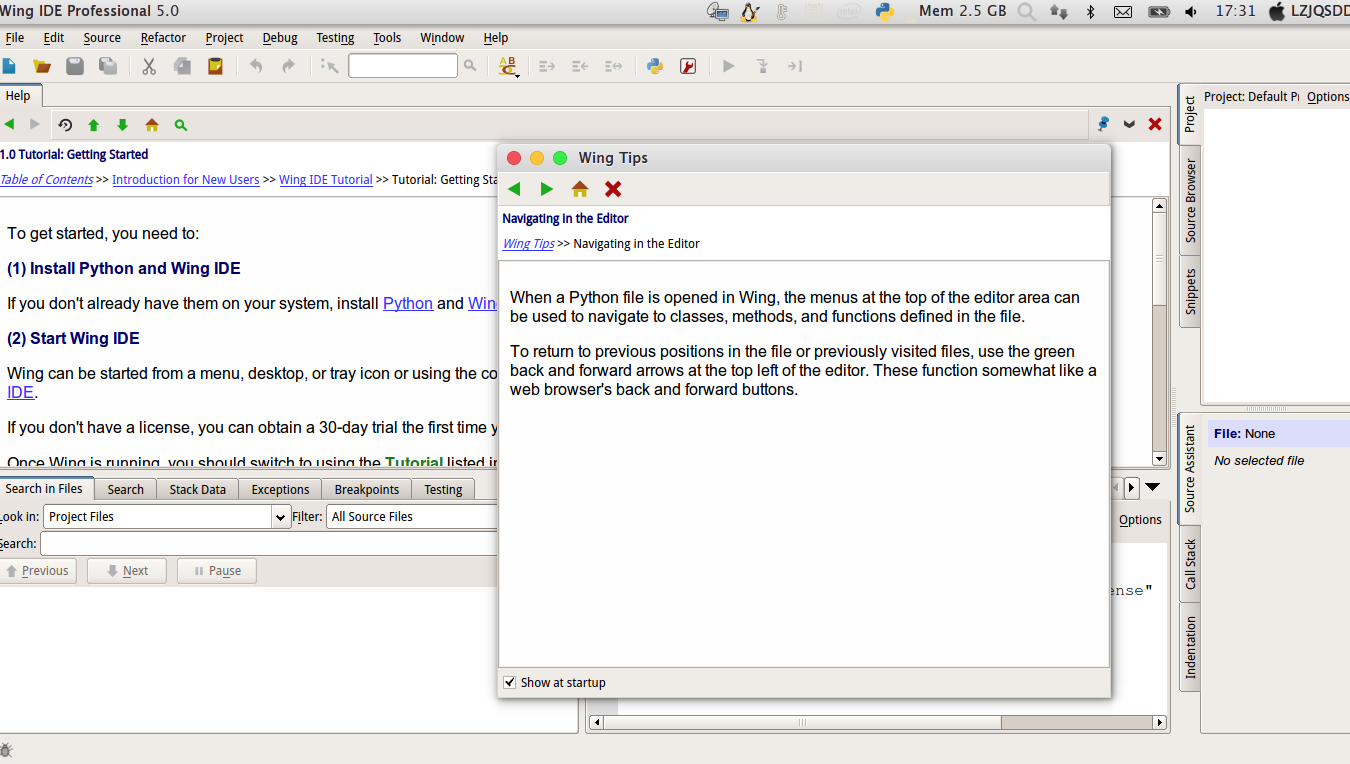 Wing IDE Professional 5.0
Mem 2.5 GB
17:31
LZJQSDD
File Edit Source Refactor Project Debug Testing Tools Window Help
Help
1.0 Tutorial: Getting Started
Table of Contents >> Introduction for New Users >> Wing IDE Tutorial >> Tutorial: Getting Sta
To get started, you need to:
(1) Install Python and Wing IDE
If you don't already have them on your system, install Python and Win
(2) Start Wing IDE
Wing can be started from a menu, desktop, or tray icon or using the co
IDE.
If you don't have a license, you can obtain a 30-day trial the first time y
Once Wing is running, you should switch to using the Tutorial listed in
Wing Tips
Navigating in the Editor
Wing Tips >> Navigating in the Editor
When a Python file is opened in Wing, the menus at the top of the editor area can
be used to navigate to classes, methods, and functions defined in the file.
To return to previous positions in the file or previously visited files, use the green
back and forward arrows at the top left of the editor. These function somewhat like a
web browser's back and forward buttons.
Show at startup
Search in Files Search Stack Data Exceptions Breakpoints Testing
Look in: Project Files Filter: All Source Files
Search:
Previous Next Pause
Options
ense"
Project
Source Browser
Snippets
Project: Default Pr Options
Source Assistant
Call Stack
Indentation
File: None
No selected file